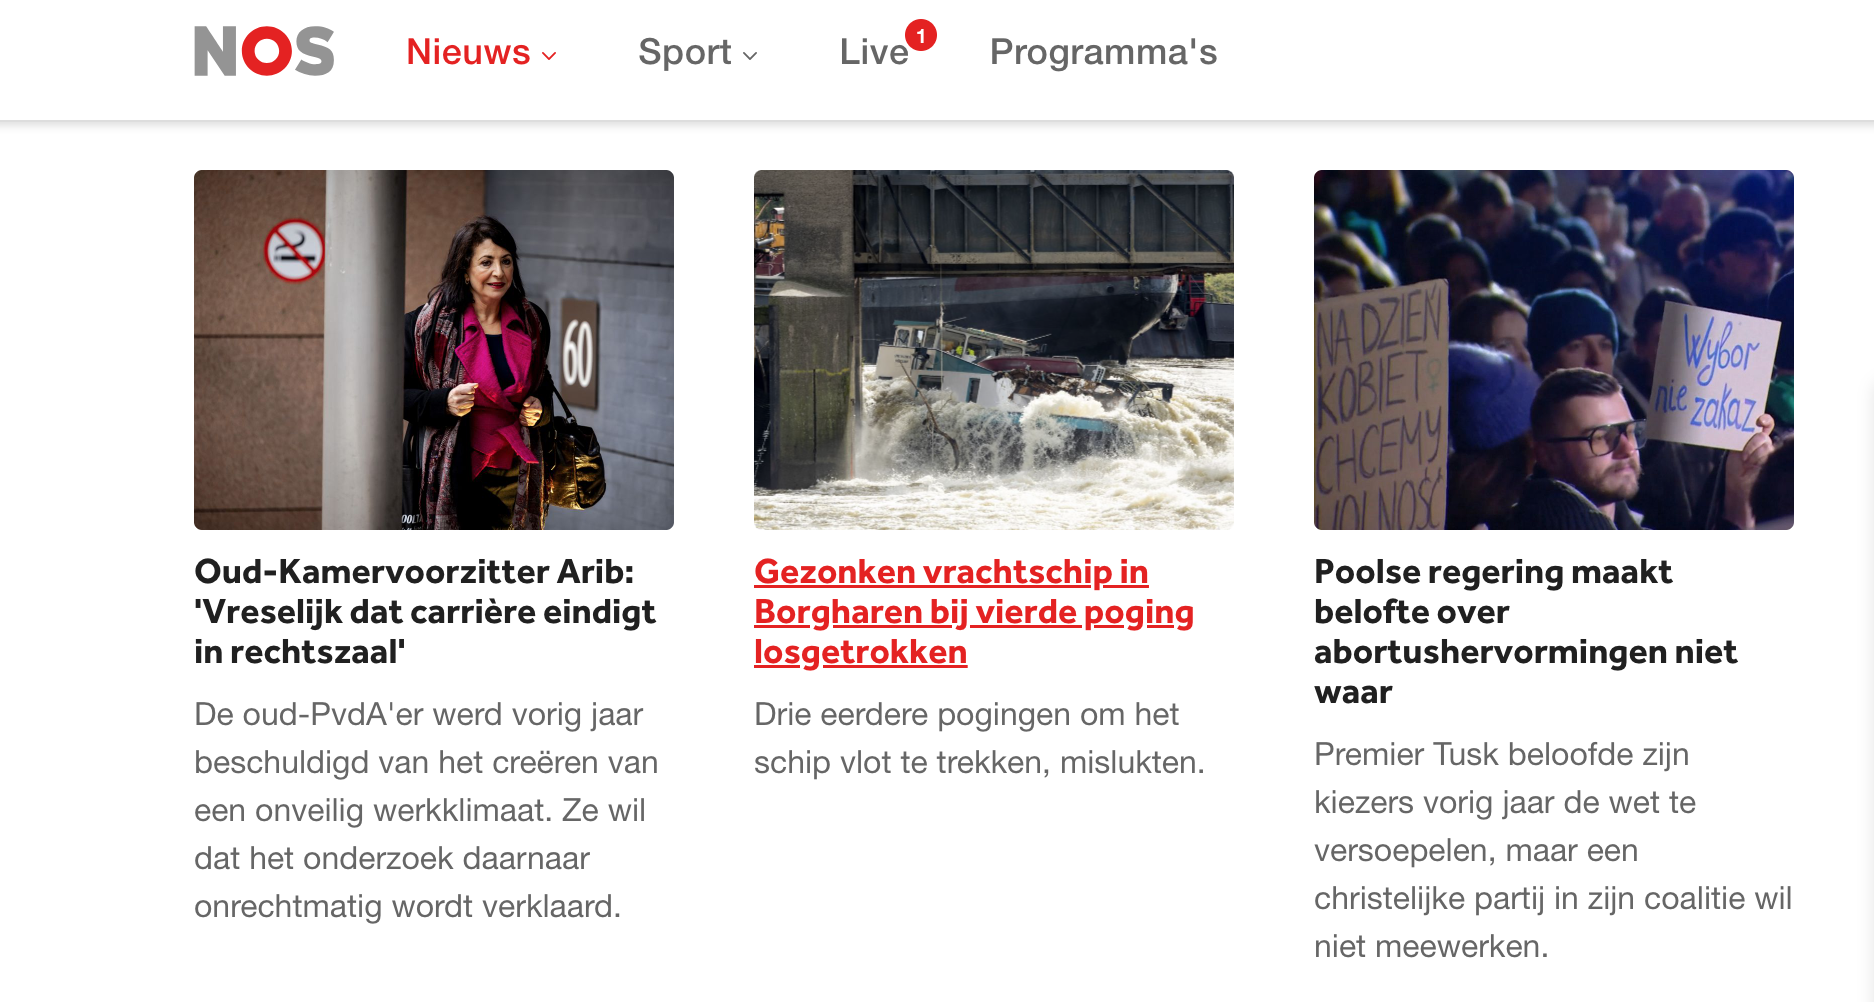 NOS
Nieuws
Sport
Live
1
Programma's
60
NA DZIEŃ
KOBIET
CHCEMY
WOLNOŚĆ
Wybor
nie
zakaz
Oud-Kamervoorzitter Arib:
'Vreselijk dat carrière eindigt
in rechtszaal'
De oud-PvdA'er werd vorig jaar
beschuldigd van het creëren van
een onveilig werkklimaat. Ze wil
dat het onderzoek daarnaar
onrechtmatig wordt verklaard.
Gezonken vrachtschip in
Borgharen bij vierde poging
losgetrokken
Drie eerdere pogingen om het
schip vlot te trekken, mislukten.
Poolse regering maakt
belofte over
abortushervormingen niet
waar
Premier Tusk beloofde zijn
kiezers vorig jaar de wet te
versoepelen, maar een
christelijke partij in zijn coalitie wil
niet meewerken.